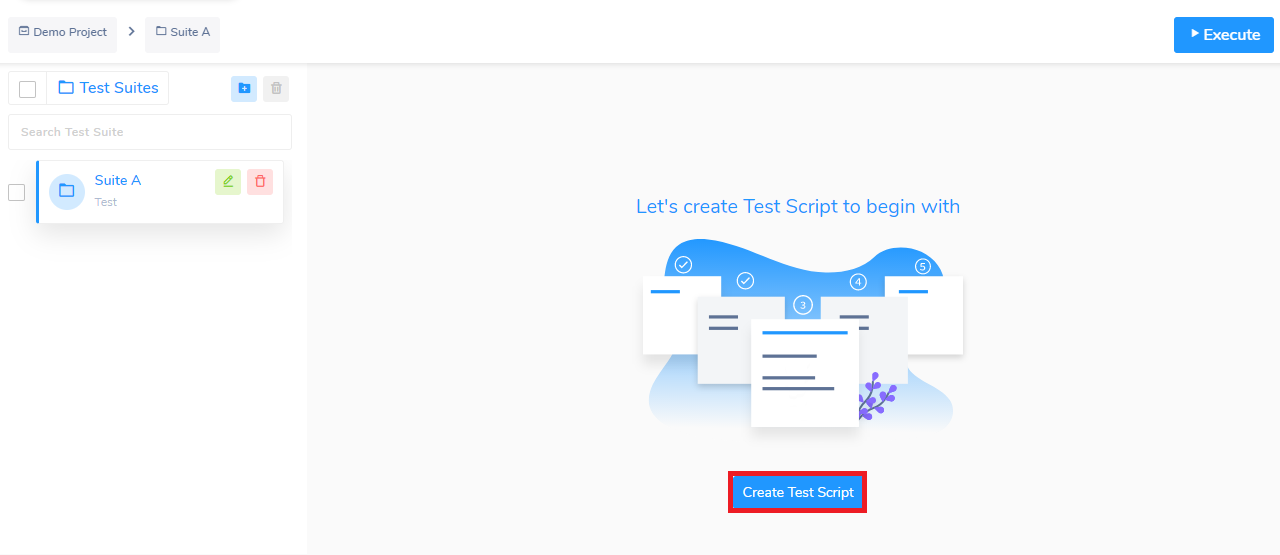 Demo Project
Suite A
Execute
Test Suites
Search Test Suite
Suite A
Test
Let's create Test Script to begin with
5
4
3
Create Test Script